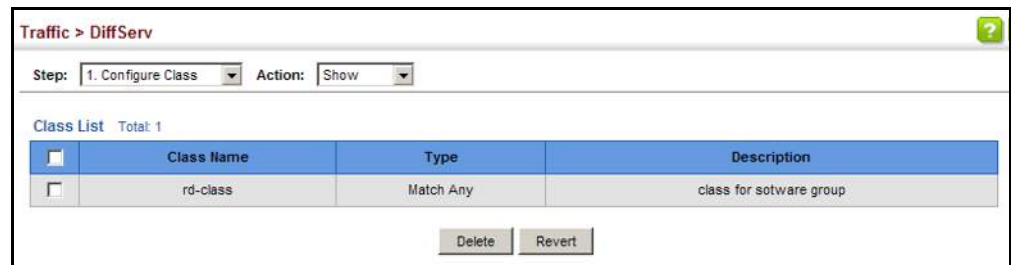 Traffic > DiffServ
?
Step: 1. Configure Class Action: Show
Class List Total: 1
Class Name Type Description
rd-class Match Any class for sotware group
Delete Revert